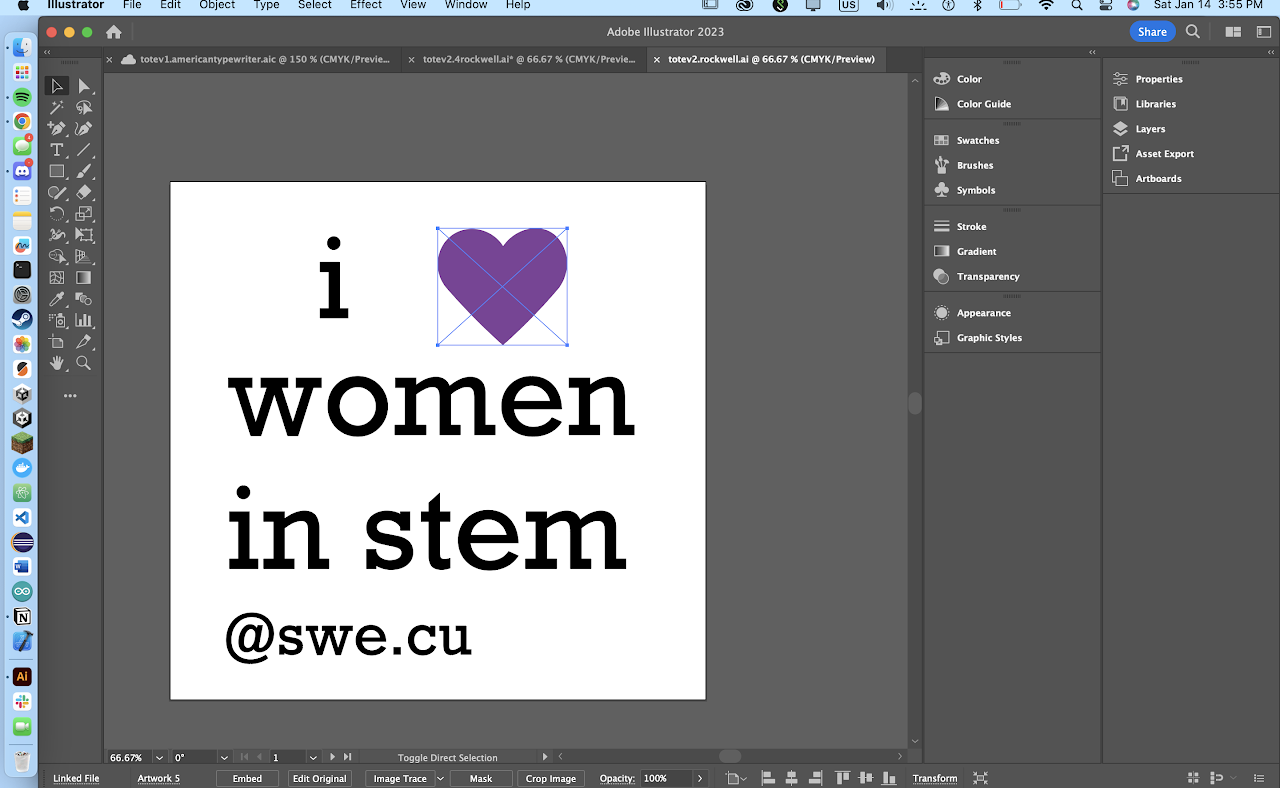 Illustrator File Edit Object Type Select Effect View Window Help US Sat Jan 14 3:55 PM
Adobe Illustrator 2023
Share
totev1.americantypewriter.aic @ 150 % (CMYK/Previe...
totev2.4rockwell.ai* @ 66.67 % (CMYK/Previe...
totev2.rockwell.ai @ 66.67 % (CMYK/Preview)
Color
Color Guide
Swatches
Brushes
Symbols
Stroke
Gradient
Transparency
Appearance
Graphic Styles
Properties
Libraries
Layers
Asset Export
Artboards
i
women
in stem
@swe.cu
66.67% 0° 1 Toggle Direct Selection
Linked File Artwork 5 Embed Edit Original Image Trace Mask Crop Image Opacity: 100% Transform
Ai